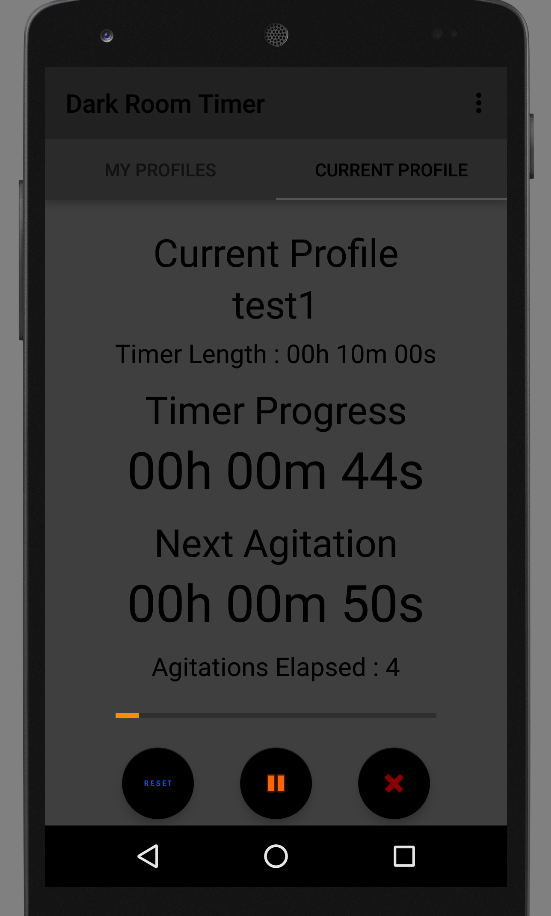 Dark Room Timer
MY PROFILES
CURRENT PROFILE
Current Profile
test1
Timer Length : 00h 10m 00s
Timer Progress
00h 00m 44s
Next Agitation
00h 00m 50s
Agitations Elapsed : 4
RESET